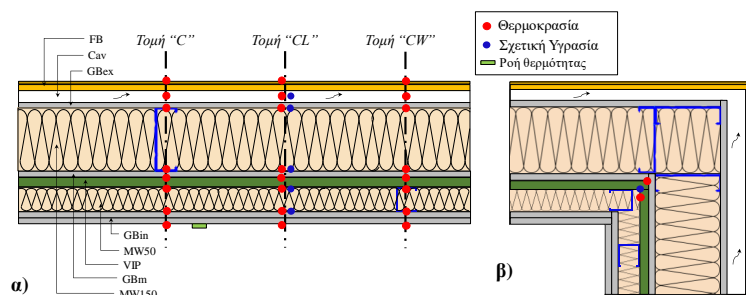 FB
Cav
GBex
Τομή “C”
Τομή “CL”
Τομή “CW”
Θερμοκρασία
Σχετική Υγρασία
Ροή θερμότητας
GBin
MW50
VIP
GBm
MW150
α)
β)